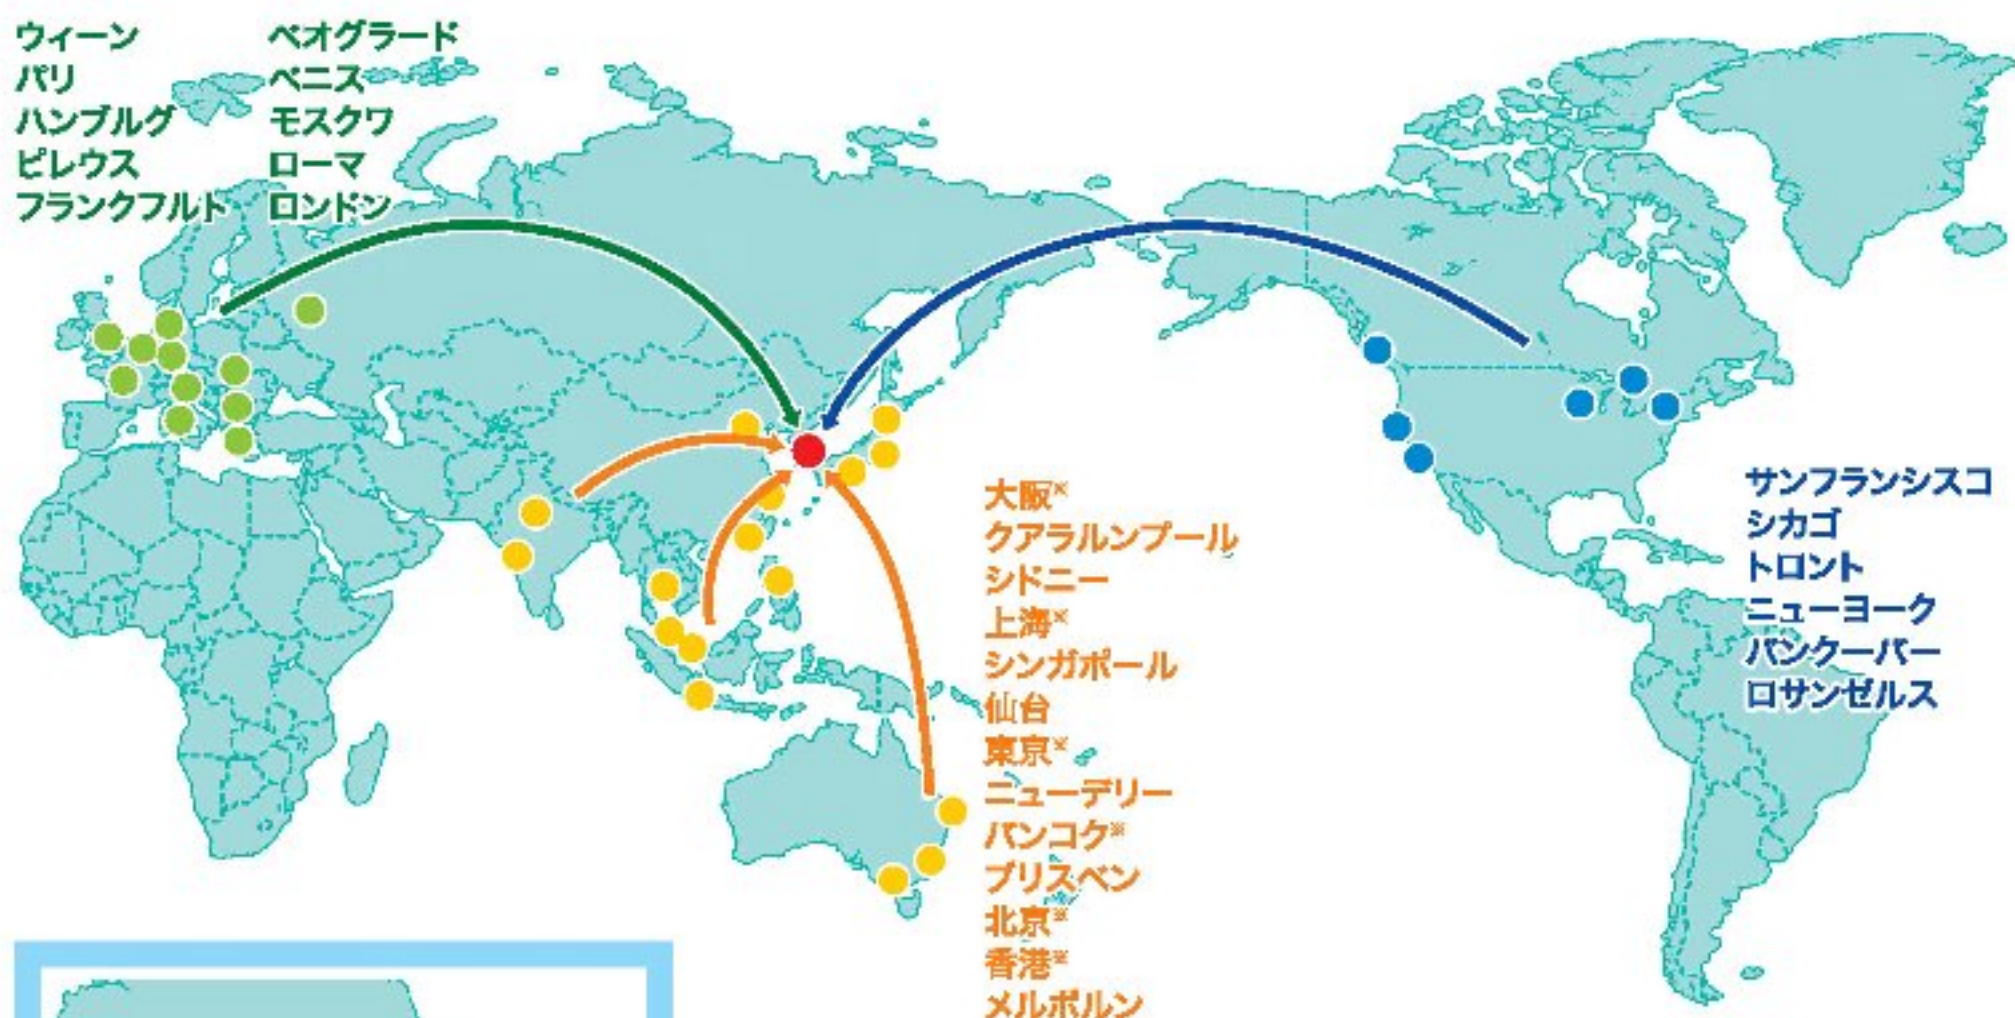 ウィーン
パリ
ハンブルグ
ピレウス
フランクフルト
ベオグラード
ベニス
モスクワ
ローマ
ロンドン
大阪※
クアラルンプール
シドニー
上海※
シンガポール
仙台
東京※
ニューデリー
バンコク※
ブリスベン
北京※
香港※
メルボルン
サンフランシスコ
シカゴ
トロント
ニューヨーク
バンクーバー
ロサンゼルス